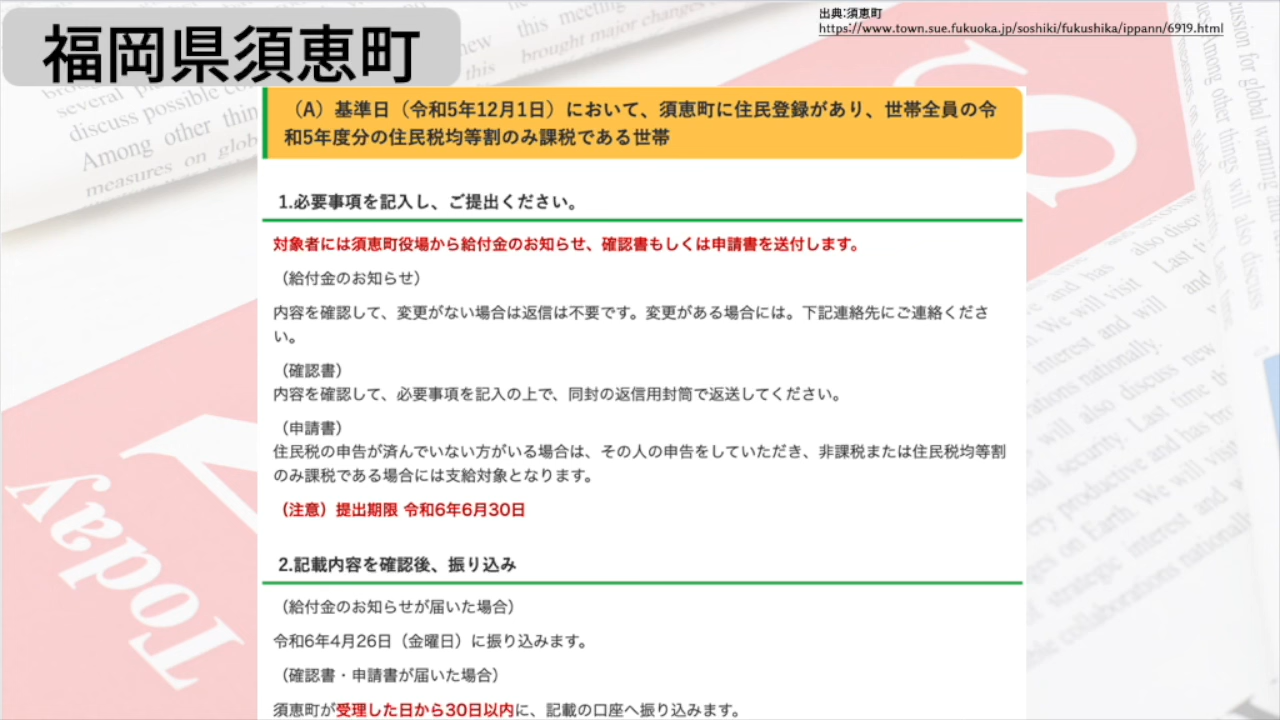 福岡県須恵町
出典:須恵町
https://www.town.sue.fukuoka.jp/soshiki/fukushika/ippann/6919.html
（A）基準日（令和5年12月1日）において、須恵町に住民登録があり、世帯全員の令
和5年度分の住民税均等割のみ課税である世帯
1.必要事項を記入し、ご提出ください。
対象者には須恵町役場から給付金のお知らせ、確認書もしくは申請書を送付します。
（給付金のお知らせ）
内容を確認して、変更がない場合は返信は不要です。変更がある場合には。下記連絡先にご連絡くださ
い。
（確認書）
内容を確認して、必要事項を記入の上で、同封の返信用封筒で返送してください。
（申請書）
住民税の申告が済んでいない方がいる場合は、その人の申告をしていただき、非課税または住民税均等割
のみ課税である場合には支給対象となります。
（注意）提出期限 令和6年6月30日
2.記載内容を確認後、振り込み
（給付金のお知らせが届いた場合）
令和6年4月26日（金曜日）に振り込みます。
（確認書・申請書が届いた場合）
須恵町が受理した日から30日以内に、記載の口座へ振り込みます。
Today